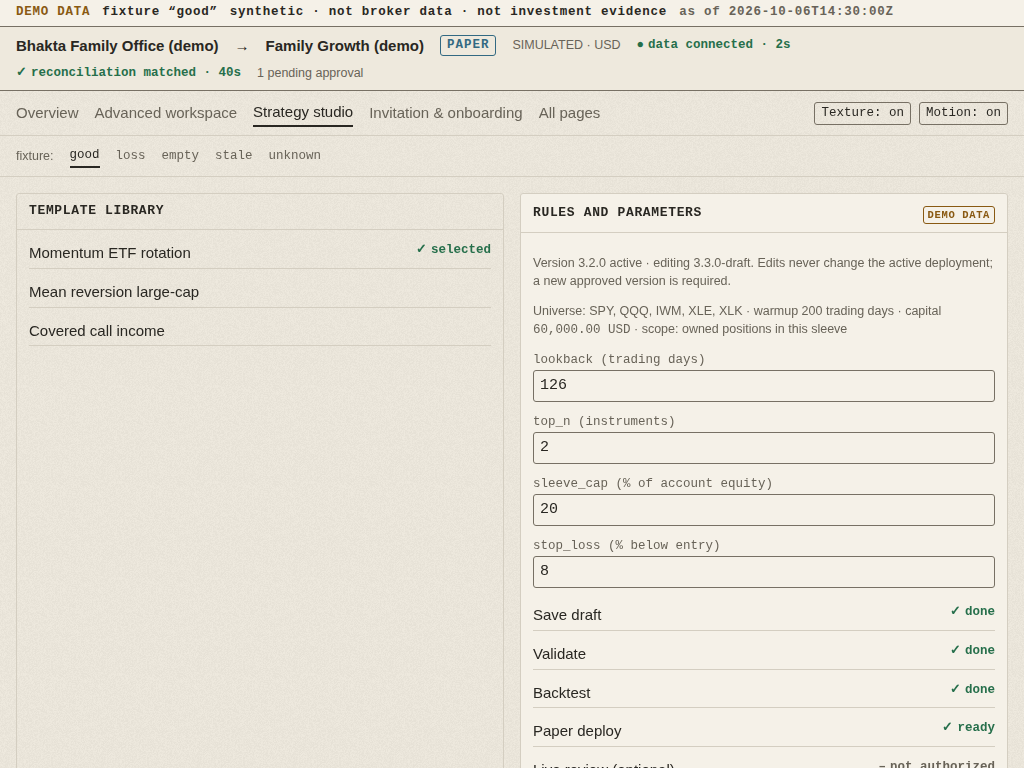 DEMO DATA fixture “good” synthetic · not broker data · not investment evidence as of 2026-10-06T14:30:00Z
Bhakta Family Office (demo) → Family Growth (demo) PAPER SIMULATED · USD ● data connected · 2s
✓ reconciliation matched · 40s 1 pending approval
Overview Advanced workspace Strategy studio Invitation & onboarding All pages Texture: on Motion: on
fixture: good loss empty stale unknown
TEMPLATE LIBRARY
Momentum ETF rotation ✓ selected
Mean reversion large-cap
Covered call income
RULES AND PARAMETERS DEMO DATA
Version 3.2.0 active · editing 3.3.0-draft. Edits never change the active deployment;
a new approved version is required.
Universe: SPY, QQQ, IWM, XLE, XLK · warmup 200 trading days · capital
60,000.00 USD · scope: owned positions in this sleeve
lookback (trading days)
126
top_n (instruments)
2
sleeve_cap (% of account equity)
20
stop_loss (% below entry)
8
Save draft ✓ done
Validate ✓ done
Backtest ✓ done
Paper deploy ✓ ready
Live review (optional) – not authorized